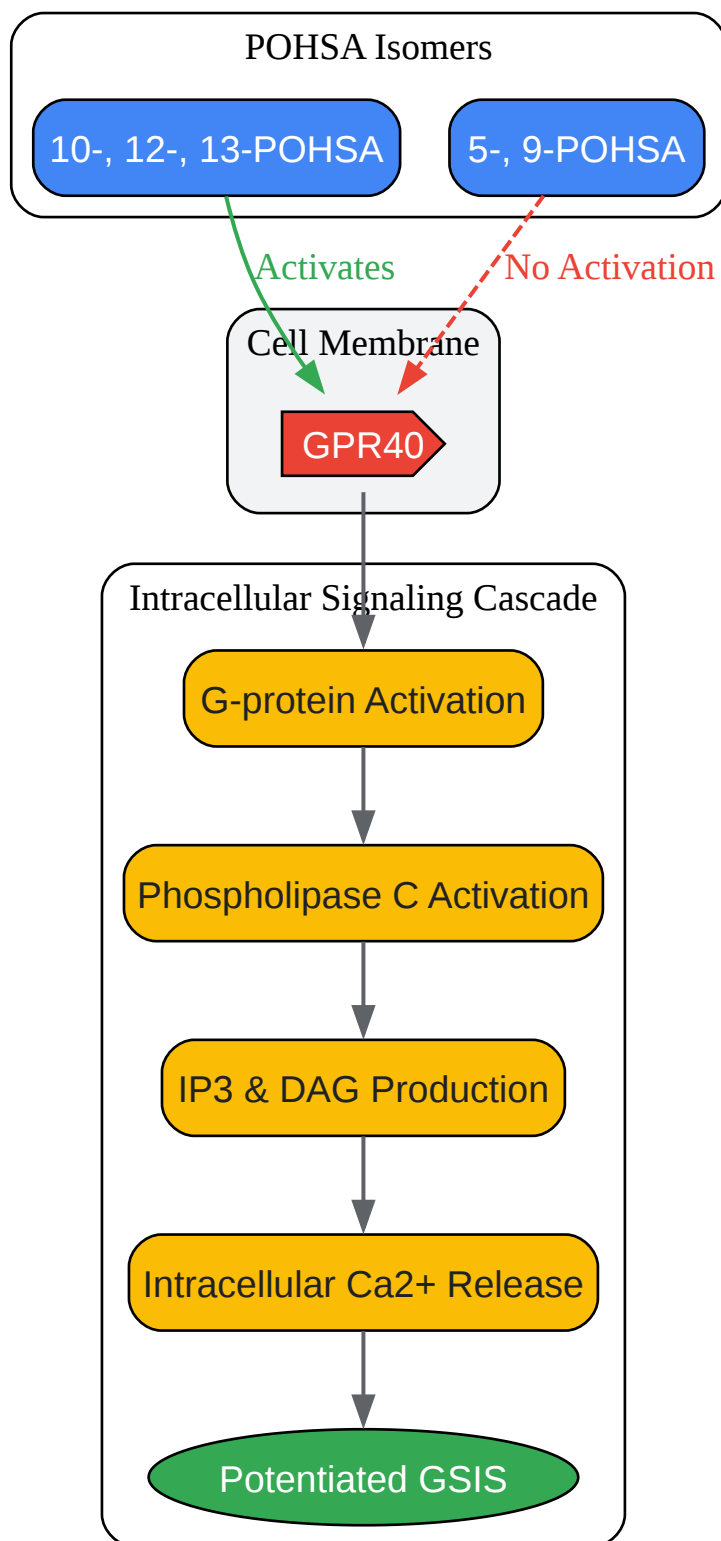 POHSA Isomers
10-, 12-, 13-POHSA
5-, 9-POHSA
Activates
No Activation
Cell Membrane
GPR40
Intracellular Signaling Cascade
G-protein Activation
Phospholipase C Activation
IP3 & DAG Production
Intracellular Ca2+ Release
Potentiated GSIS